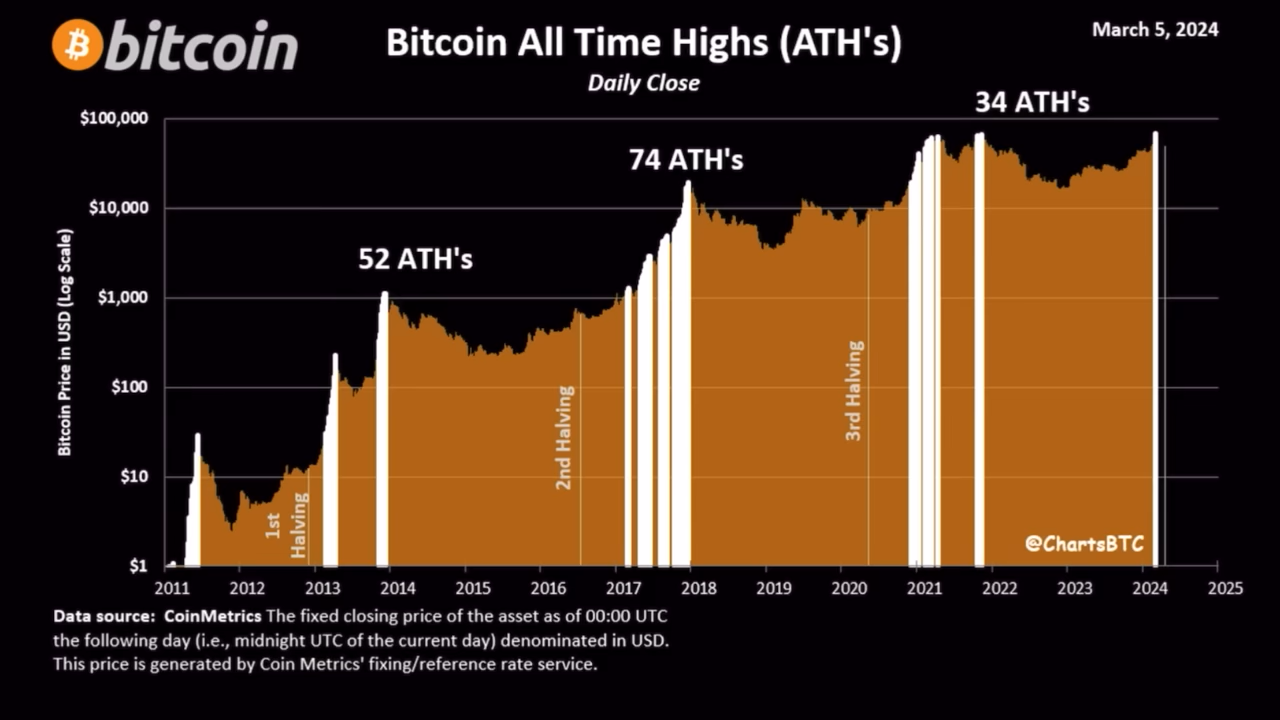 bitcoin
Bitcoin All Time Highs (ATH's)
March 5, 2024
Daily Close
34 ATH's
$100,000
74 ATH's
$10,000
52 ATH's
$1,000
$100
$10
$1
Bitcoin Price in USD (Log Scale)
1st
Halving
2nd Halving
3rd Halving
@ChartsBTC
2011 2012 2013 2014 2015 2016 2017 2018 2019 2020 2021 2022 2023 2024 2025
Data source: CoinMetrics The fixed closing price of the asset as of 00:00 UTC
the following day (i.e., midnight UTC of the current day) denominated in USD.
This price is generated by Coin Metrics' fixing/reference rate service.